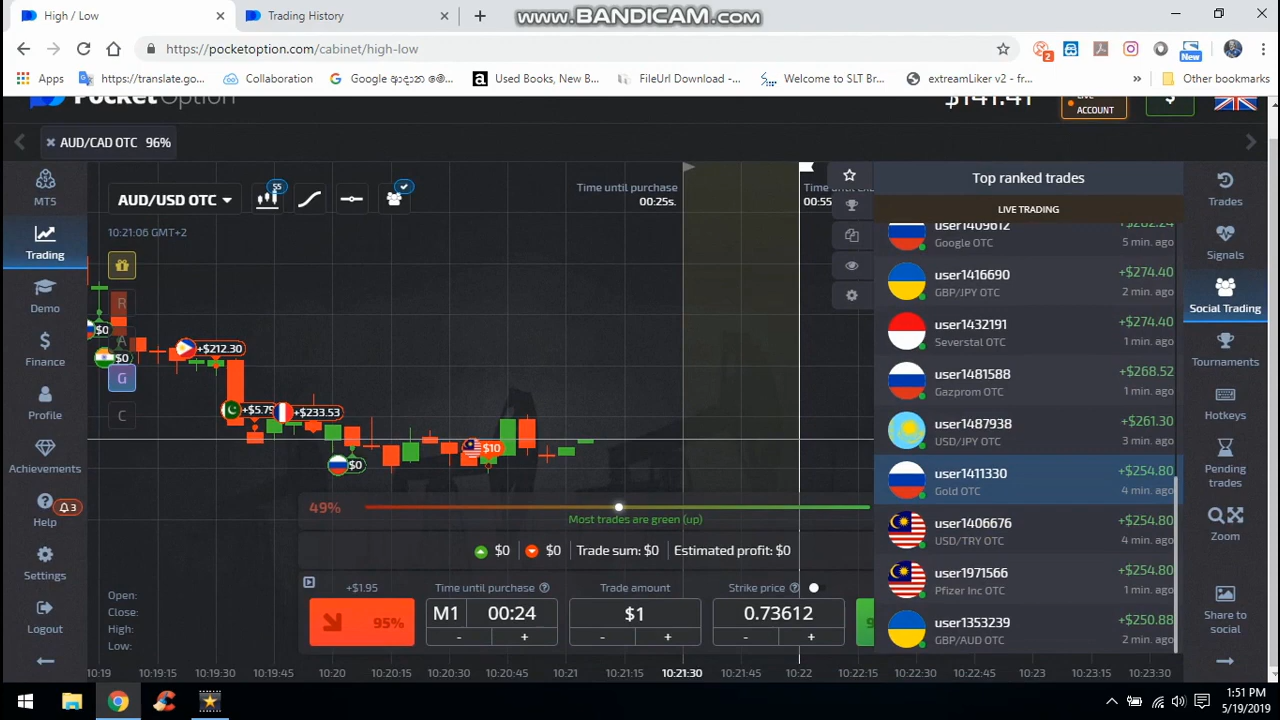 High / Low
Trading History
www.BANDICAM.com
https://pocketoption.com/cabinet/high-low
2
New
Apps
https://translate.go...
Collaboration
Used Books, New B...
FileUrl Download -...
Welcome to SLT Br...
extreamLiker v2 - fr...
Other bookmarks
PocketOption
$141.41
LIVE
ACCOUNT
$
AUD/CAD OTC 96%
MT5
Trading
Demo
Finance
Profile
Achievements
Help
3
Settings
Logout
AUD/USD OTC
55
10:21:06 GMT+2
R
A
G
C
Time until purchase
00:25s.
00:55
+$212.30
$0
$0
+$5.79
+$233.53
$0
$10
49%
Most trades are green (up)
$0 $0 Trade sum: $0 Estimated profit: $0
+$1.95
95%
Time until purchase
M1 00:24
- +
Trade amount
$1
- +
Strike price
0.73612
- +
Open:
Close:
High:
Low:
10:19 10:19:30 10:19:45 10:20 10:20:15 10:20:30 10:20:45 10:21 10:21:15 10:21:30 10:21:45 10:22 10:22:15 10:22:30 10:22:45 10:23 10:23:15 10:23:30
Top ranked trades
LIVE TRADING
user1409612 +$282.24
Google OTC 5 min. ago
user1416690 +$274.40
GBP/JPY OTC 2 min. ago
user1432191 +$274.40
Severstal OTC 1 min. ago
user1481588 +$268.52
Gazprom OTC 1 min. ago
user1487938 +$261.30
USD/JPY OTC 3 min. ago
user1411330 +$254.80
Gold OTC 4 min. ago
user1406676 +$254.80
USD/TRY OTC 4 min. ago
user1971566 +$254.80
Pfizer Inc OTC 1 min. ago
user1353239 +$250.88
GBP/AUD OTC 2 min. ago
Trades
Signals
Social Trading
Tournaments
Hotkeys
Pending
trades
Zoom
Share to
social
1:51 PM
5/19/2019